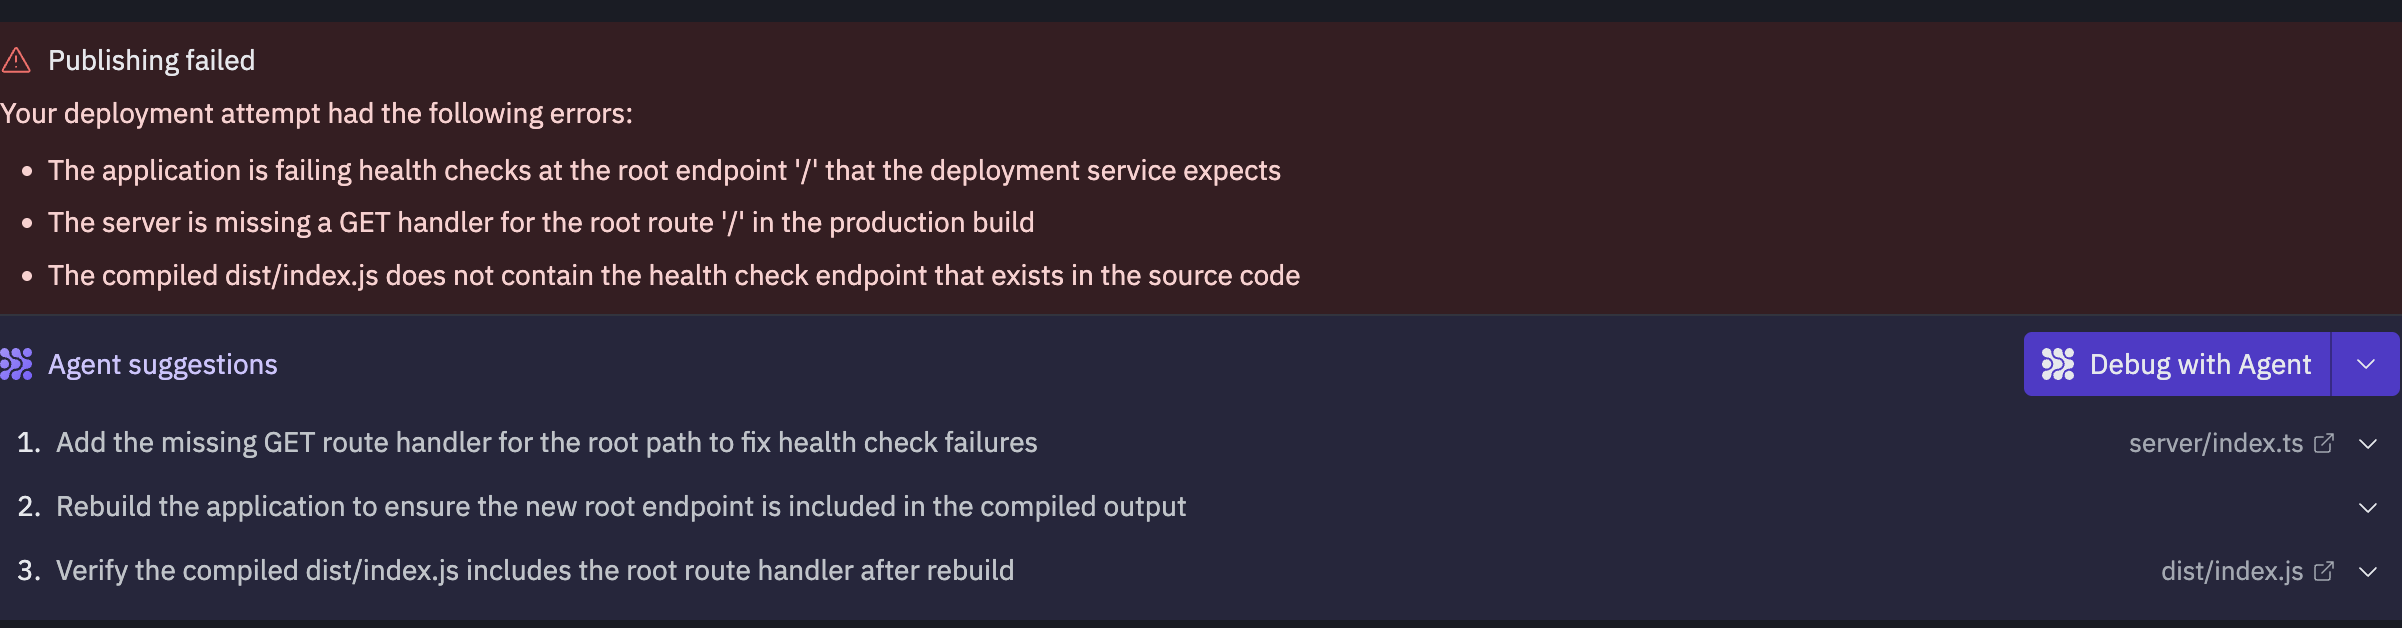 Publishing failed
Your deployment attempt had the following errors:
• The application is failing health checks at the root endpoint '/' that the deployment service expects
• The server is missing a GET handler for the root route '/' in the production build
• The compiled dist/index.js does not contain the health check endpoint that exists in the source code
Agent suggestions
Debug with Agent
1. Add the missing GET route handler for the root path to fix health check failures
server/index.ts
2. Rebuild the application to ensure the new root endpoint is included in the compiled output
3. Verify the compiled dist/index.js includes the root route handler after rebuild
dist/index.js